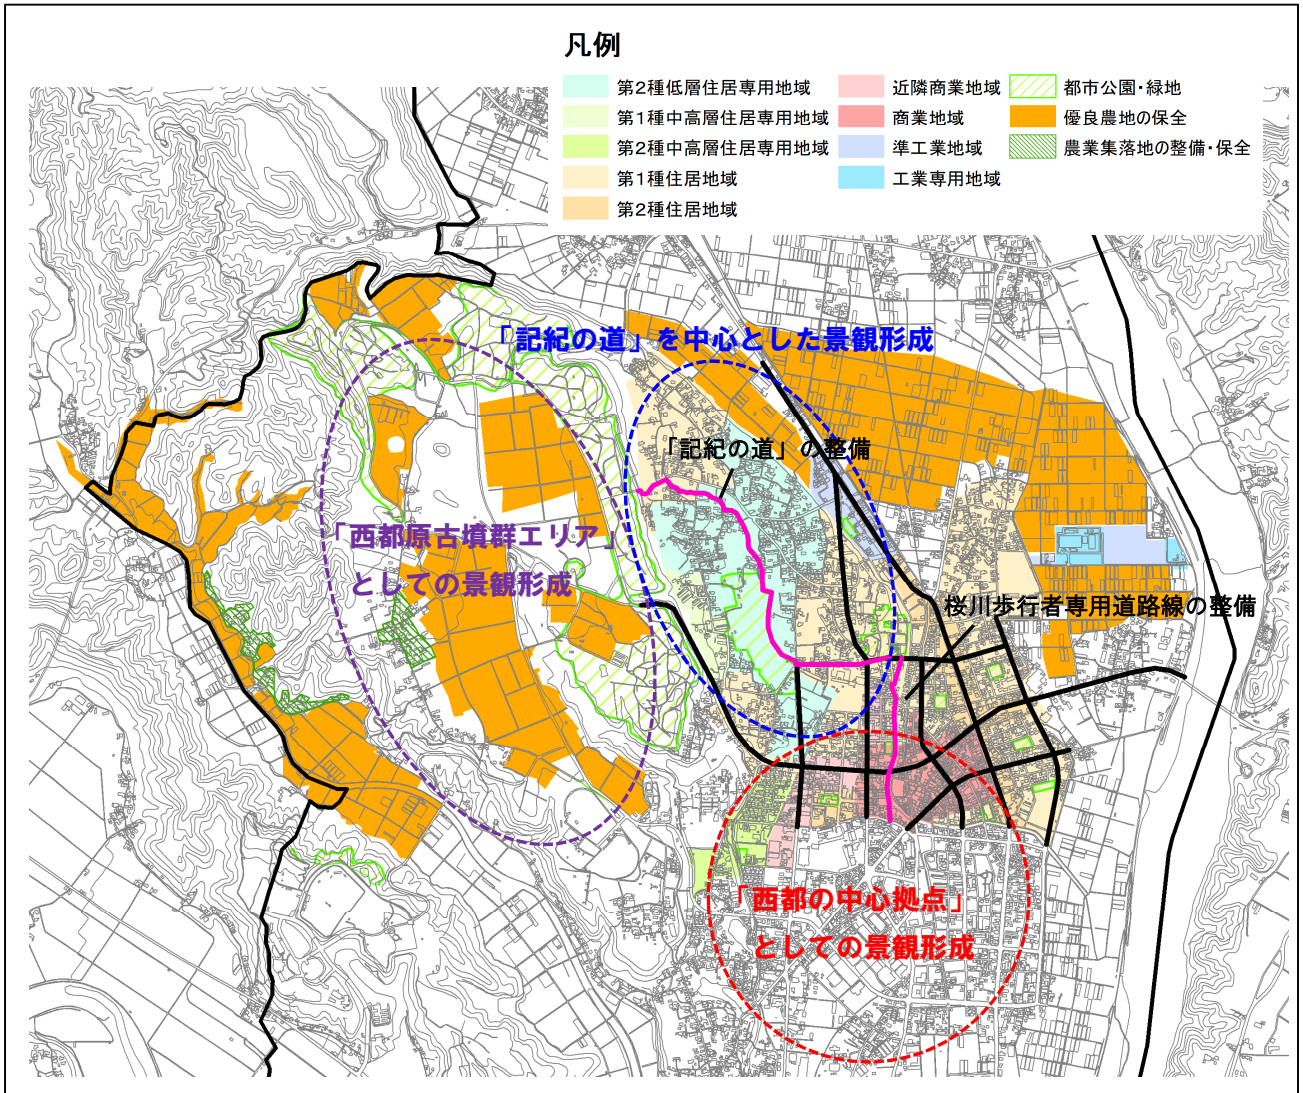 凡例
第2種低層住居専用地域
第1種中高層住居専用地域
第2種中高層住居専用地域
第1種住居地域
第2種住居地域
近隣商業地域
商業地域
準工業地域
工業専用地域
都市公園・緑地
優良農地の保全
農業集落地の整備・保全
「記紀の道」を中心とした景観形成
「記紀の道」の整備
「西都原古墳群エリア」
としての景観形成
桜川歩行者専用道路線の整備
「西都の中心拠点」
としての景観形成